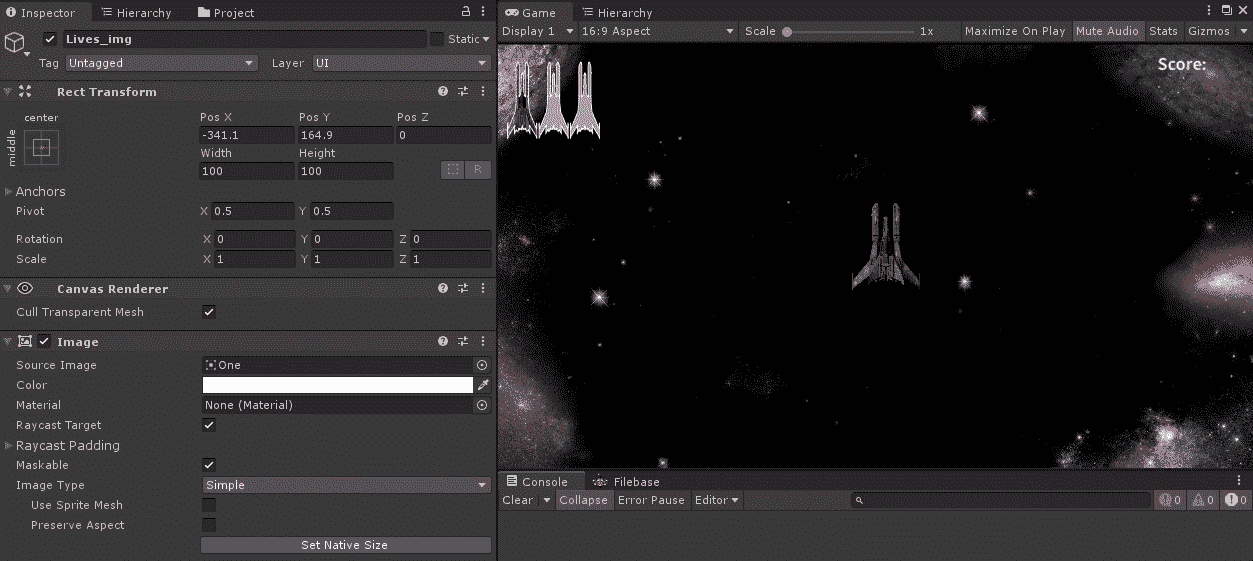 Inspector Hierarchy Project
Lives_img Static
Tag Untagged Layer UI
Rect Transform
center
middle
Pos X Pos Y Pos Z
-341.1 164.9 0
Width Height
100 100 R
Anchors
Pivot X 0.5 Y 0.5
Rotation X 0 Y 0 Z 0
Scale X 1 Y 1 Z 1
Canvas Renderer
Cull Transparent Mesh
Image
Source Image One
Color
Material None (Material)
Raycast Target
Raycast Padding
Maskable
Image Type Simple
Use Sprite Mesh
Preserve Aspect
Set Native Size
Game Hierarchy
Display 1 16:9 Aspect Scale 1x Maximize On Play Mute Audio Stats Gizmos
Score:
Console Filebase
Clear Collapse Error Pause Editor 0 0 0